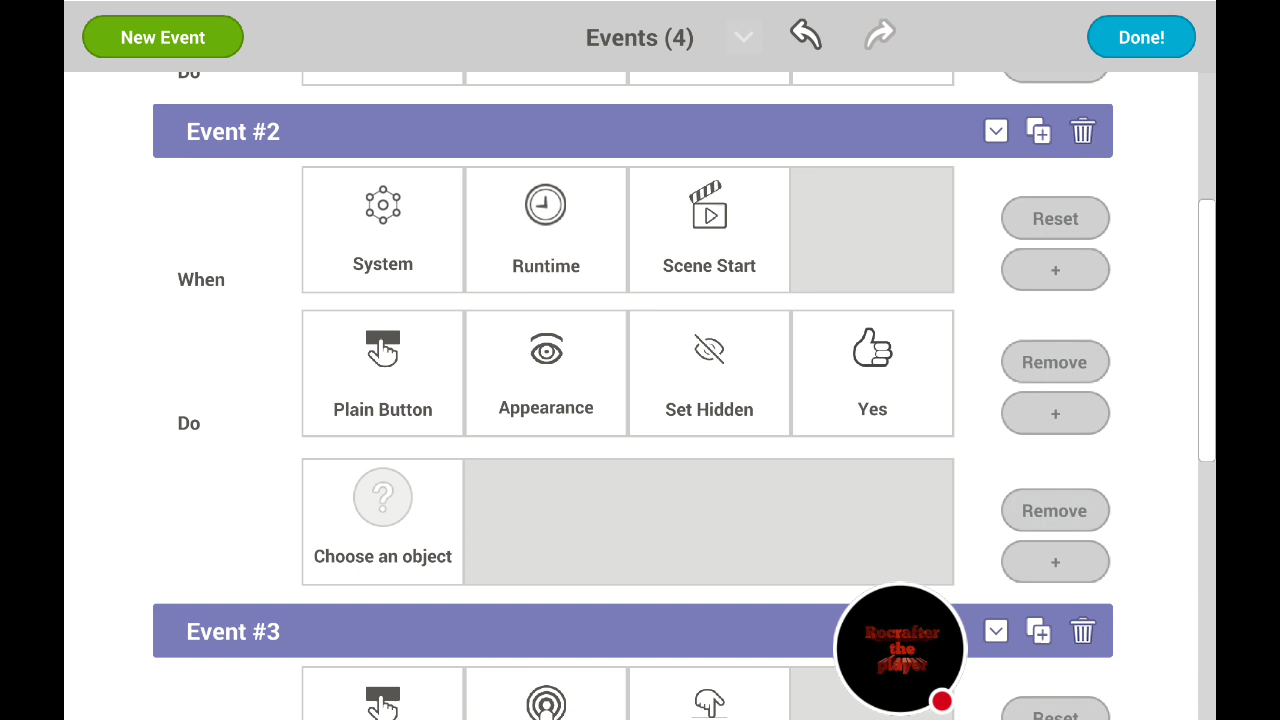 New Event
Events (4)
Done!
Do
Event #2
When
System
Runtime
Scene Start
Reset
+
Do
Plain Button
Appearance
Set Hidden
Yes
Remove
+
?
Choose an object
Remove
+
Event #3
Rocrafter
the
player
Reset